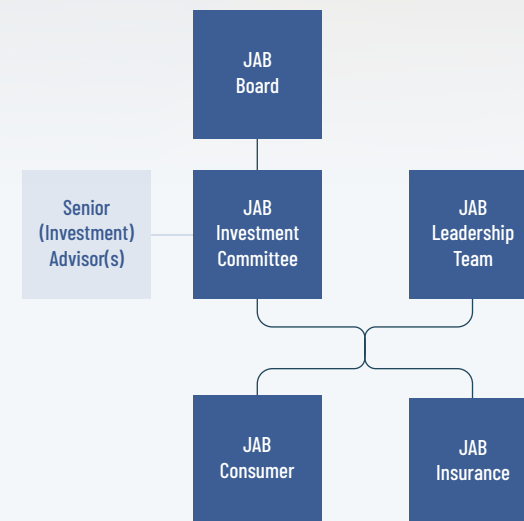 JAB
Board
Senior
(Investment)
Advisor(s)
JAB
Investment
Committee
JAB
Leadership
Team
JAB
Consumer
JAB
Insurance